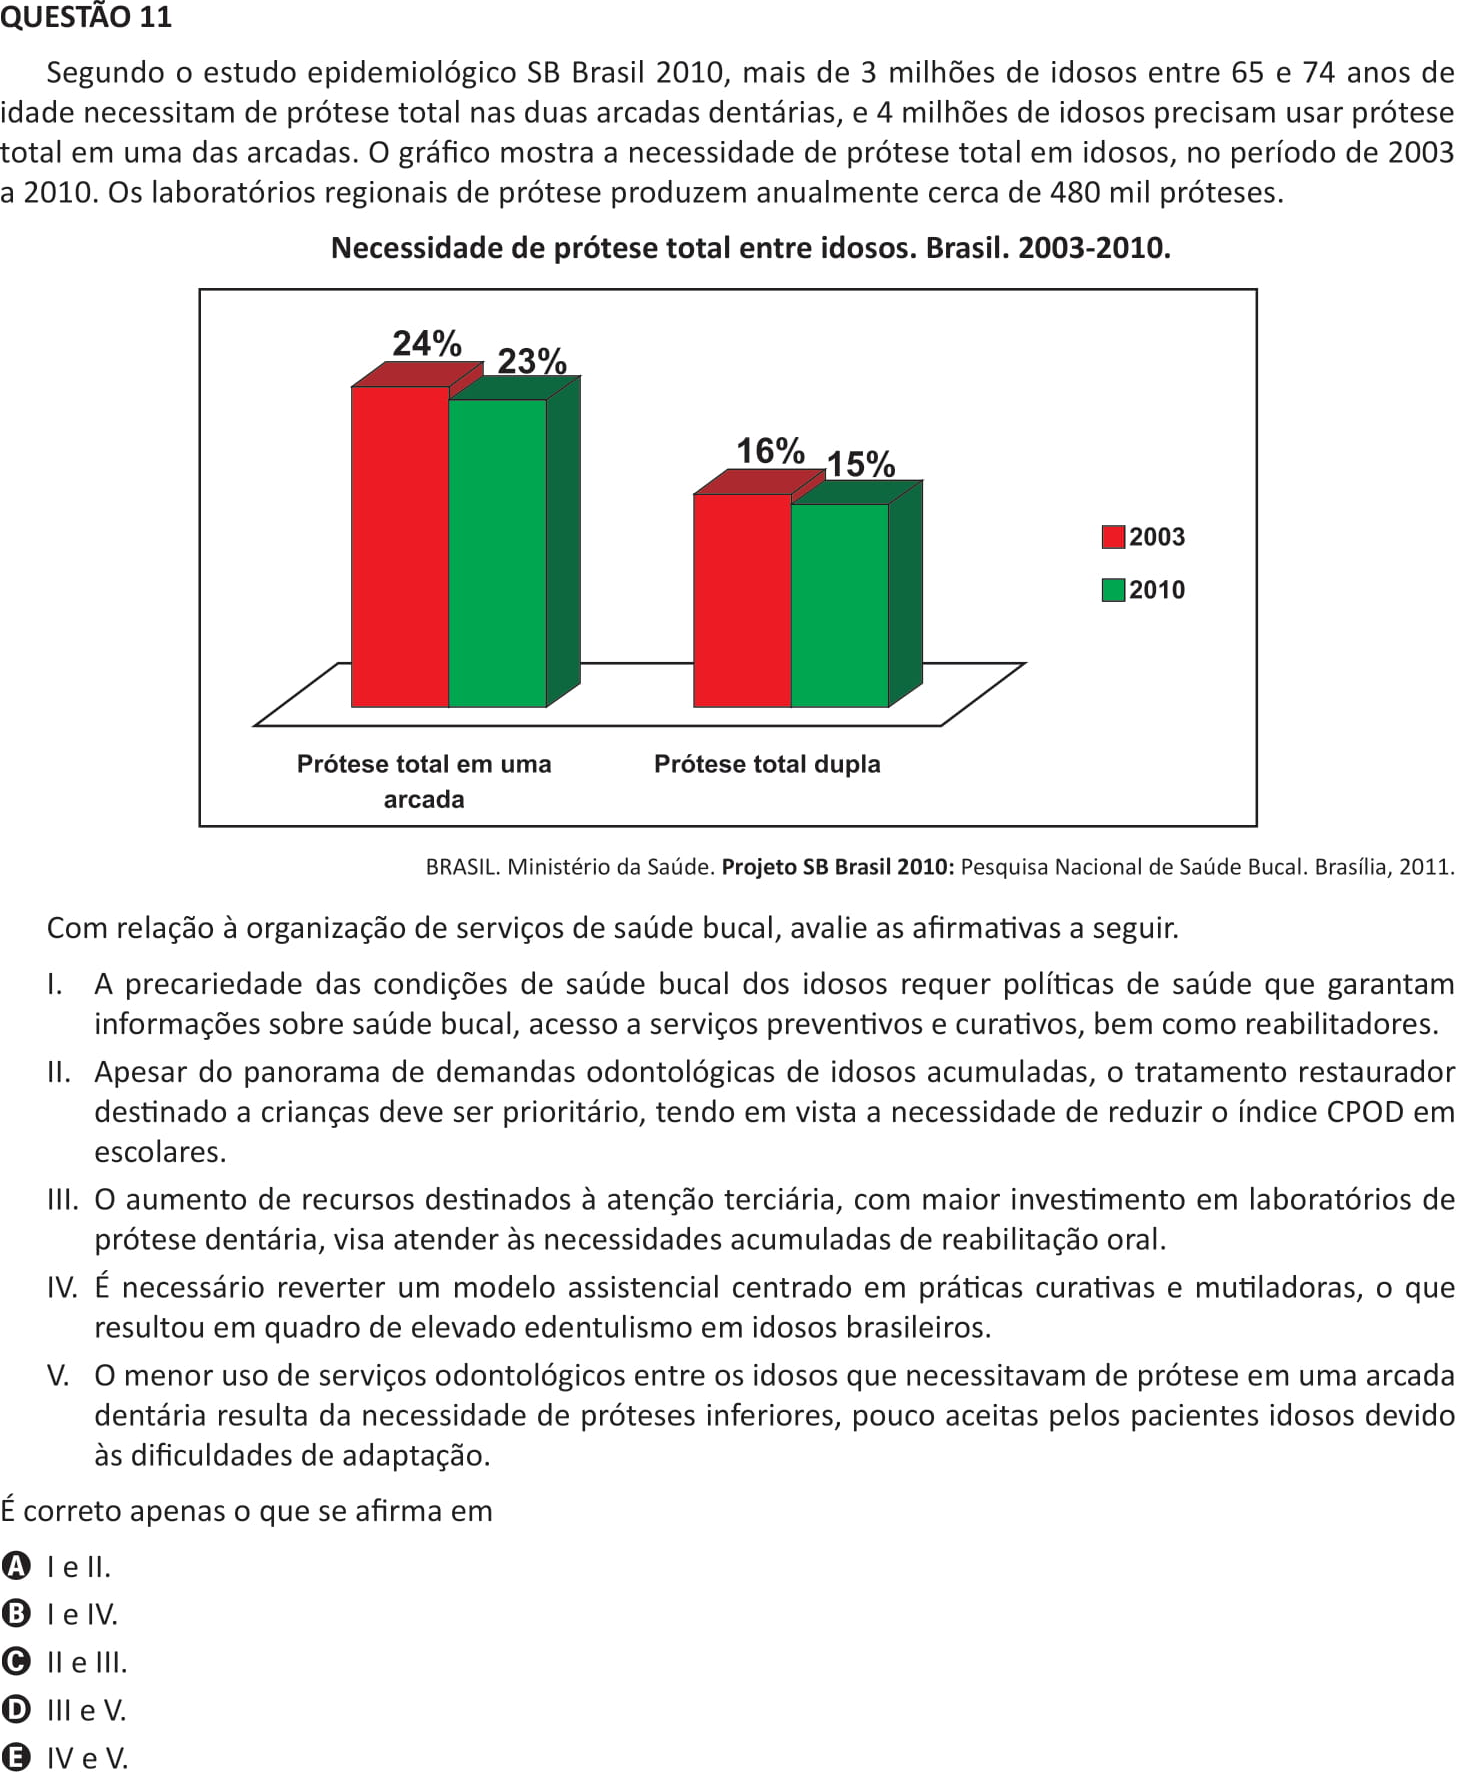 QUESTÃO 11
Segundo o estudo epidemiológico SB Brasil 2010, mais de 3 milhões de idosos entre 65 e 74 anos de
idade necessitam de prótese total nas duas arcadas dentárias, e 4 milhões de idosos precisam usar prótese
total em uma das arcadas. O gráfico mostra a necessidade de prótese total em idosos, no período de 2003
a 2010. Os laboratórios regionais de prótese produzem anualmente cerca de 480 mil próteses.
Necessidade de prótese total entre idosos. Brasil. 2003-2010.
24%
23%
16%
15%
2003
2010
Prótese total em uma
arcada
Prótese total dupla
BRASIL. Ministério da Saúde. Projeto SB Brasil 2010: Pesquisa Nacional de Saúde Bucal. Brasília, 2011.
Com relação à organização de serviços de saúde bucal, avalie as afirmativas a seguir.
I. A precariedade das condições de saúde bucal dos idosos requer políticas de saúde que garantam
informações sobre saúde bucal, acesso a serviços preventivos e curativos, bem como reabilitadores.
II. Apesar do panorama de demandas odontológicas de idosos acumuladas, o tratamento restaurador
destinado a crianças deve ser prioritário, tendo em vista a necessidade de reduzir o índice CPOD em
escolares.
III. O aumento de recursos destinados à atenção terciária, com maior investimento em laboratórios de
prótese dentária, visa atender às necessidades acumuladas de reabilitação oral.
IV. É necessário reverter um modelo assistencial centrado em práticas curativas e mutiladoras, o que
resultou em quadro de elevado edentulismo em idosos brasileiros.
V. O menor uso de serviços odontológicos entre os idosos que necessitavam de prótese em uma arcada
dentária resulta da necessidade de próteses inferiores, pouco aceitas pelos pacientes idosos devido
às dificuldades de adaptação.
É correto apenas o que se afirma em
A I e II.
B I e IV.
C II e III.
D III e V.
E IV e V.